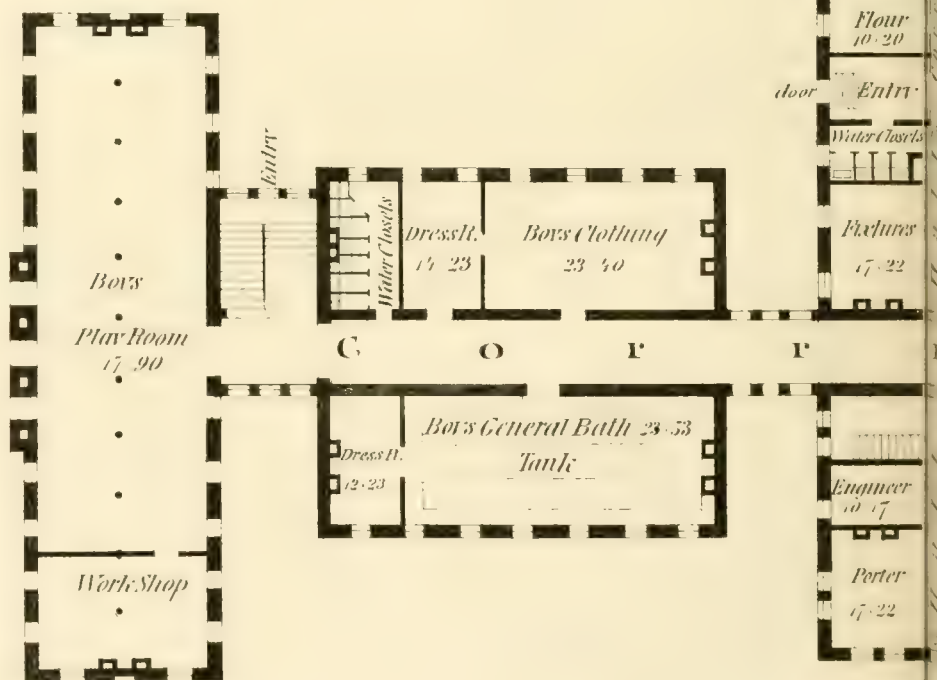 Flour
10·20
door
Entry
Water Closets
Fixtures
17·22
Entry
Water Closets
Dress R.
14·23
Boys Clothing
23·40
Boys
Play Room
17·90
C o r r
Boys General Bath 23·53
Tank
Dress R.
12·23
Engineer
10·17
Porter
17·22
Work Shop